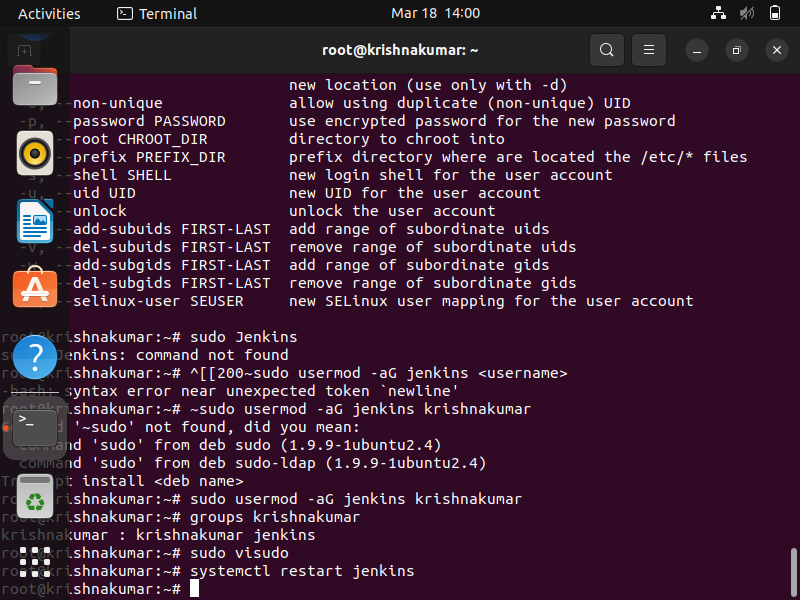 Activities Terminal Mar 18 14:00
root@krishnakumar: ~
new location (use only with -d)
--non-unique allow using duplicate (non-unique) UID
-p, --password PASSWORD use encrypted password for the new password
--root CHROOT_DIR directory to chroot into
--prefix PREFIX_DIR prefix directory where are located the /etc/* files
--shell SHELL new login shell for the user account
-u, --uid UID new UID for the user account
--unlock unlock the user account
--add-subuids FIRST-LAST add range of subordinate uids
-V, --del-subuids FIRST-LAST remove range of subordinate uids
--add-subgids FIRST-LAST add range of subordinate gids
--del-subgids FIRST-LAST remove range of subordinate gids
--selinux-user SEUSER new SELinux user mapping for the user account
root@krishnakumar:~# sudo Jenkins
Jenkins: command not found
root@krishnakumar:~# ^[[200~sudo usermod -aG jenkins <username>
-bash: syntax error near unexpected token `newline'
root@krishnakumar:~# ~sudo usermod -aG jenkins krishnakumar
'~sudo' not found, did you mean:
command 'sudo' from deb sudo (1.9.9-1ubuntu2.4)
command 'sudo' from deb sudo-ldap (1.9.9-1ubuntu2.4)
install <deb name>
root@krishnakumar:~# sudo usermod -aG jenkins krishnakumar
root@krishnakumar:~# groups krishnakumar
krishnakumar : krishnakumar jenkins
root@krishnakumar:~# sudo visudo
root@krishnakumar:~# systemctl restart jenkins
root@krishnakumar:~#